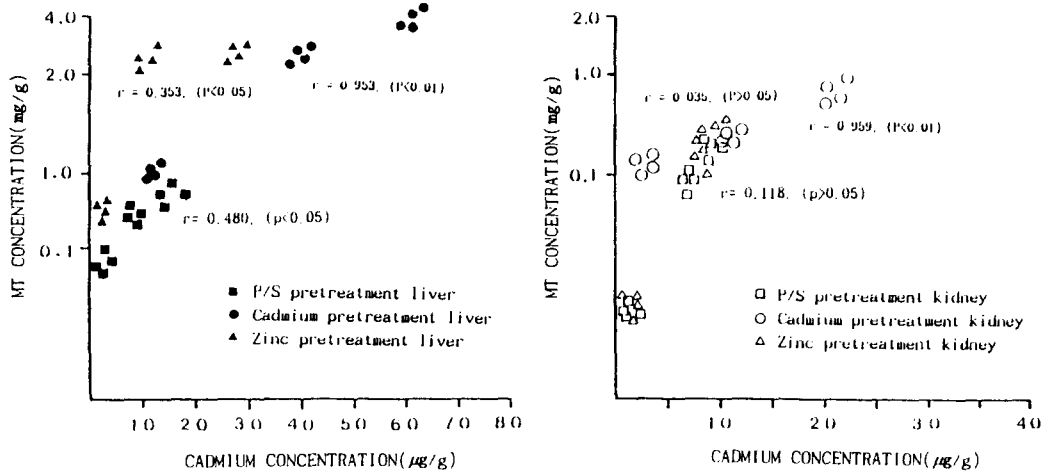 4.0
2.0
1.0
0.1
MT CONCENTRATION(mg/g)
r = 0.353, (P<0.05)
r = 0.953, (P<0.01)
r= 0.480, (p<0.05)
P/S pretreatment liver
Cadmium pretreatment liver
Zinc pretreatment liver
10 20 30 40 50 60 70 80
CADMIUM CONCENTRATION(μg/g)
2.0
1.0
0.1
MT CONCENTRATION(mg/g)
r = 0.035, (P>0.05)
r = 0.959, (P<0.01)
r = 0.118, (p>0.05)
P/S pretreatment kidney
Cadmium pretreatment kidney
Zinc pretreatment kidney
10 20 30 40
CADMIUM CONCENTRATION(μg/g)